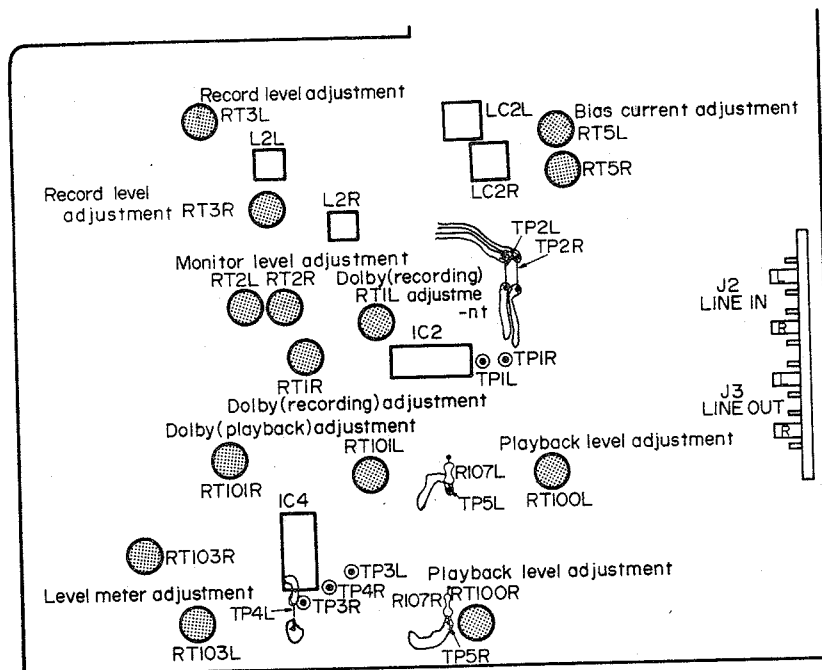 Record level adjustment
RT3L
L2L
LC2L
Bias current adjustment
RT5L
LC2R
RT5R
Record level
adjustment RT3R
L2R
TP2L
TP2R
Monitor level adjustment
RT2L RT2R
Dolby(recording)
RT1L adjustme
-nt
J2
LINE IN
L
R
IC2
RT1R
TP1L
TP1R
Dolby(recording)adjustment
J3
LINE OUT
L
R
Dolby(playback)adjustment
RT101L
RT101R
Playback level adjustment
R107L
TP5L
RT100L
IC4
RT103R
TP3L
TP4R
TP3R
Level meter adjustment
TP4L
RT103L
Playback level adjustment
R107R
RT100R
TP5R